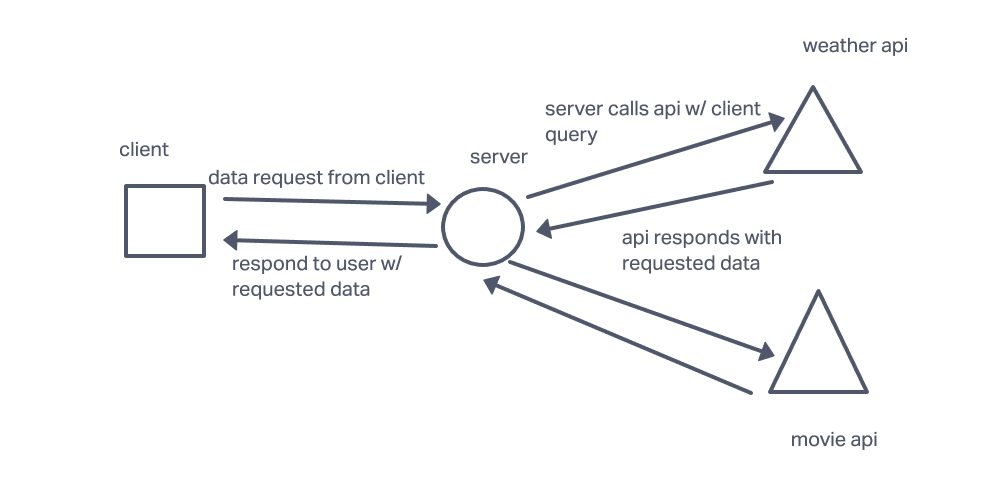 weather api
server calls api w/ client
query
client
server
data request from client
api responds with
requested data
respond to user w/
requested data
movie api